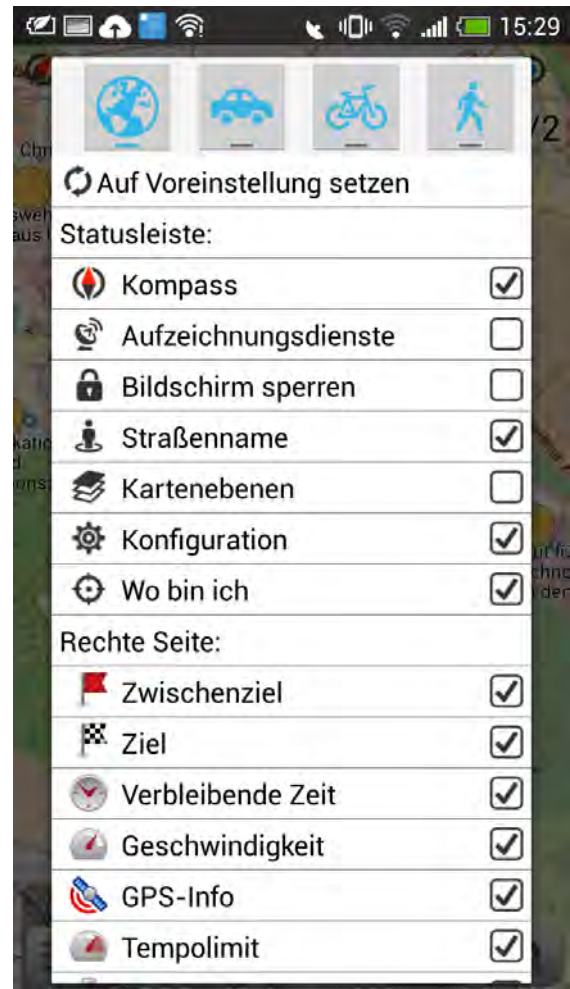 15:29
/2
Auf Voreinstellung setzen
Statusleiste:
Kompass
Aufzeichnungsdienste
Bildschirm sperren
Straßenname
Kartenebenen
Konfiguration
Wo bin ich
Rechte Seite:
Zwischenziel
Ziel
Verbleibende Zeit
Geschwindigkeit
GPS-Info
Tempolimit